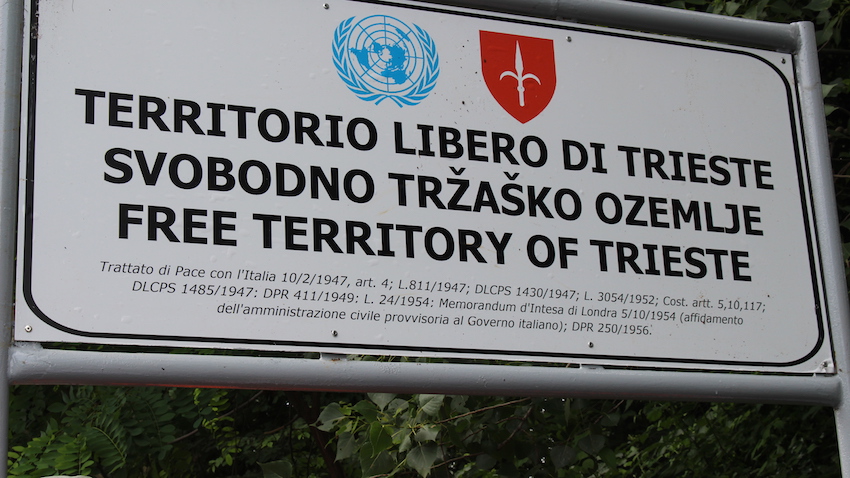 TERRITORIO LIBERO DI TRIESTE
SVOBODNO TRŽAŠKO OZEMLJE
FREE TERRITORY OF TRIESTE
Trattato di Pace con l'Italia 10/2/1947, art. 4; L.811/1947; DLCPS 1430/1947; L. 3054/1952; Cost. artt. 5,10,117;
DLCPS 1485/1947: DPR 411/1949: L. 24/1954: Memorandum d'Intesa di Londra 5/10/1954 (affidamento
dell'amministrazione civile provvisoria al Governo italiano); DPR 250/1956.